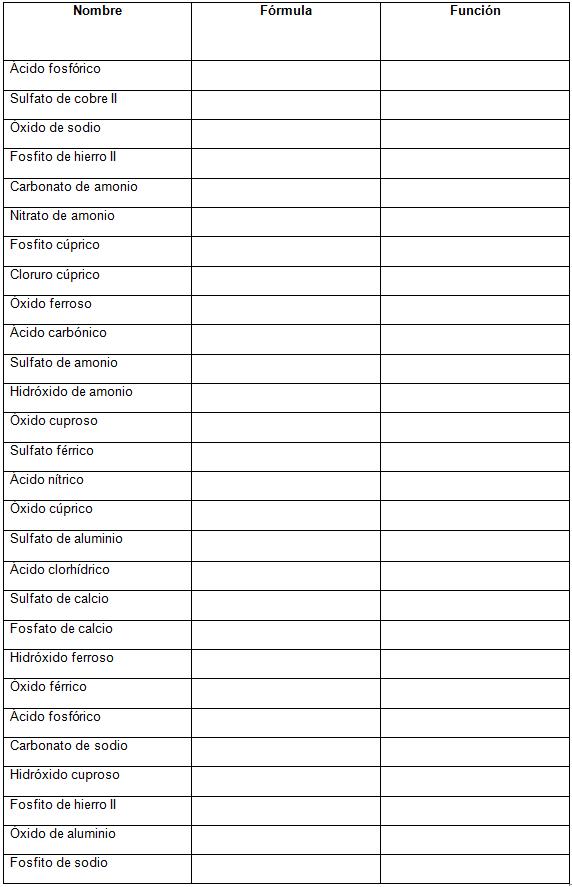 Nombre Fórmula Función
Ácido fosfórico
Sulfato de cobre II
Óxido de sodio
Fosfito de hierro II
Carbonato de amonio
Nitrato de amonio
Fosfito cúprico
Cloruro cúprico
Óxido ferroso
Ácido carbónico
Sulfato de amonio
Hidróxido de amonio
Óxido cuproso
Sulfato férrico
Ácido nítrico
Óxido cúprico
Sulfato de aluminio
Ácido clorhídrico
Sulfato de calcio
Fosfato de calcio
Hidróxido ferroso
Óxido férrico
Ácido fosfórico
Carbonato de sodio
Hidróxido cuproso
Fosfito de hierro II
Óxido de aluminio
Fosfito de sodio